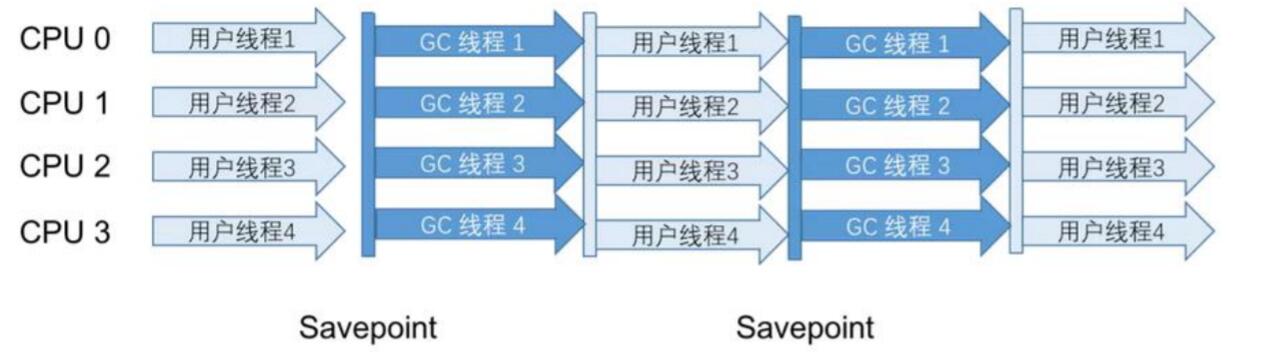 CPU 0 用户线程1 GC 线程 1 用户线程1 GC 线程 1 用户线程1
CPU 1 用户线程2 GC 线程 2 用户线程2 GC 线程 2 用户线程2
CPU 2 用户线程3 GC 线程 3 用户线程3 GC 线程 3 用户线程3
CPU 3 用户线程4 GC 线程 4 用户线程4 GC 线程 4 用户线程4
Savepoint Savepoint